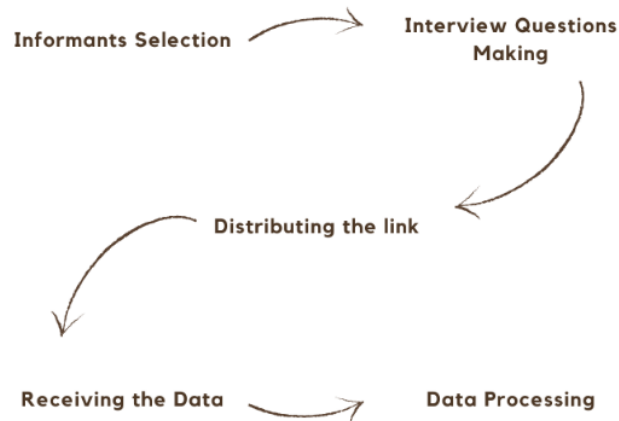 Informants Selection
Interview Questions
Making
Distributing the link
Receiving the Data
Data Processing